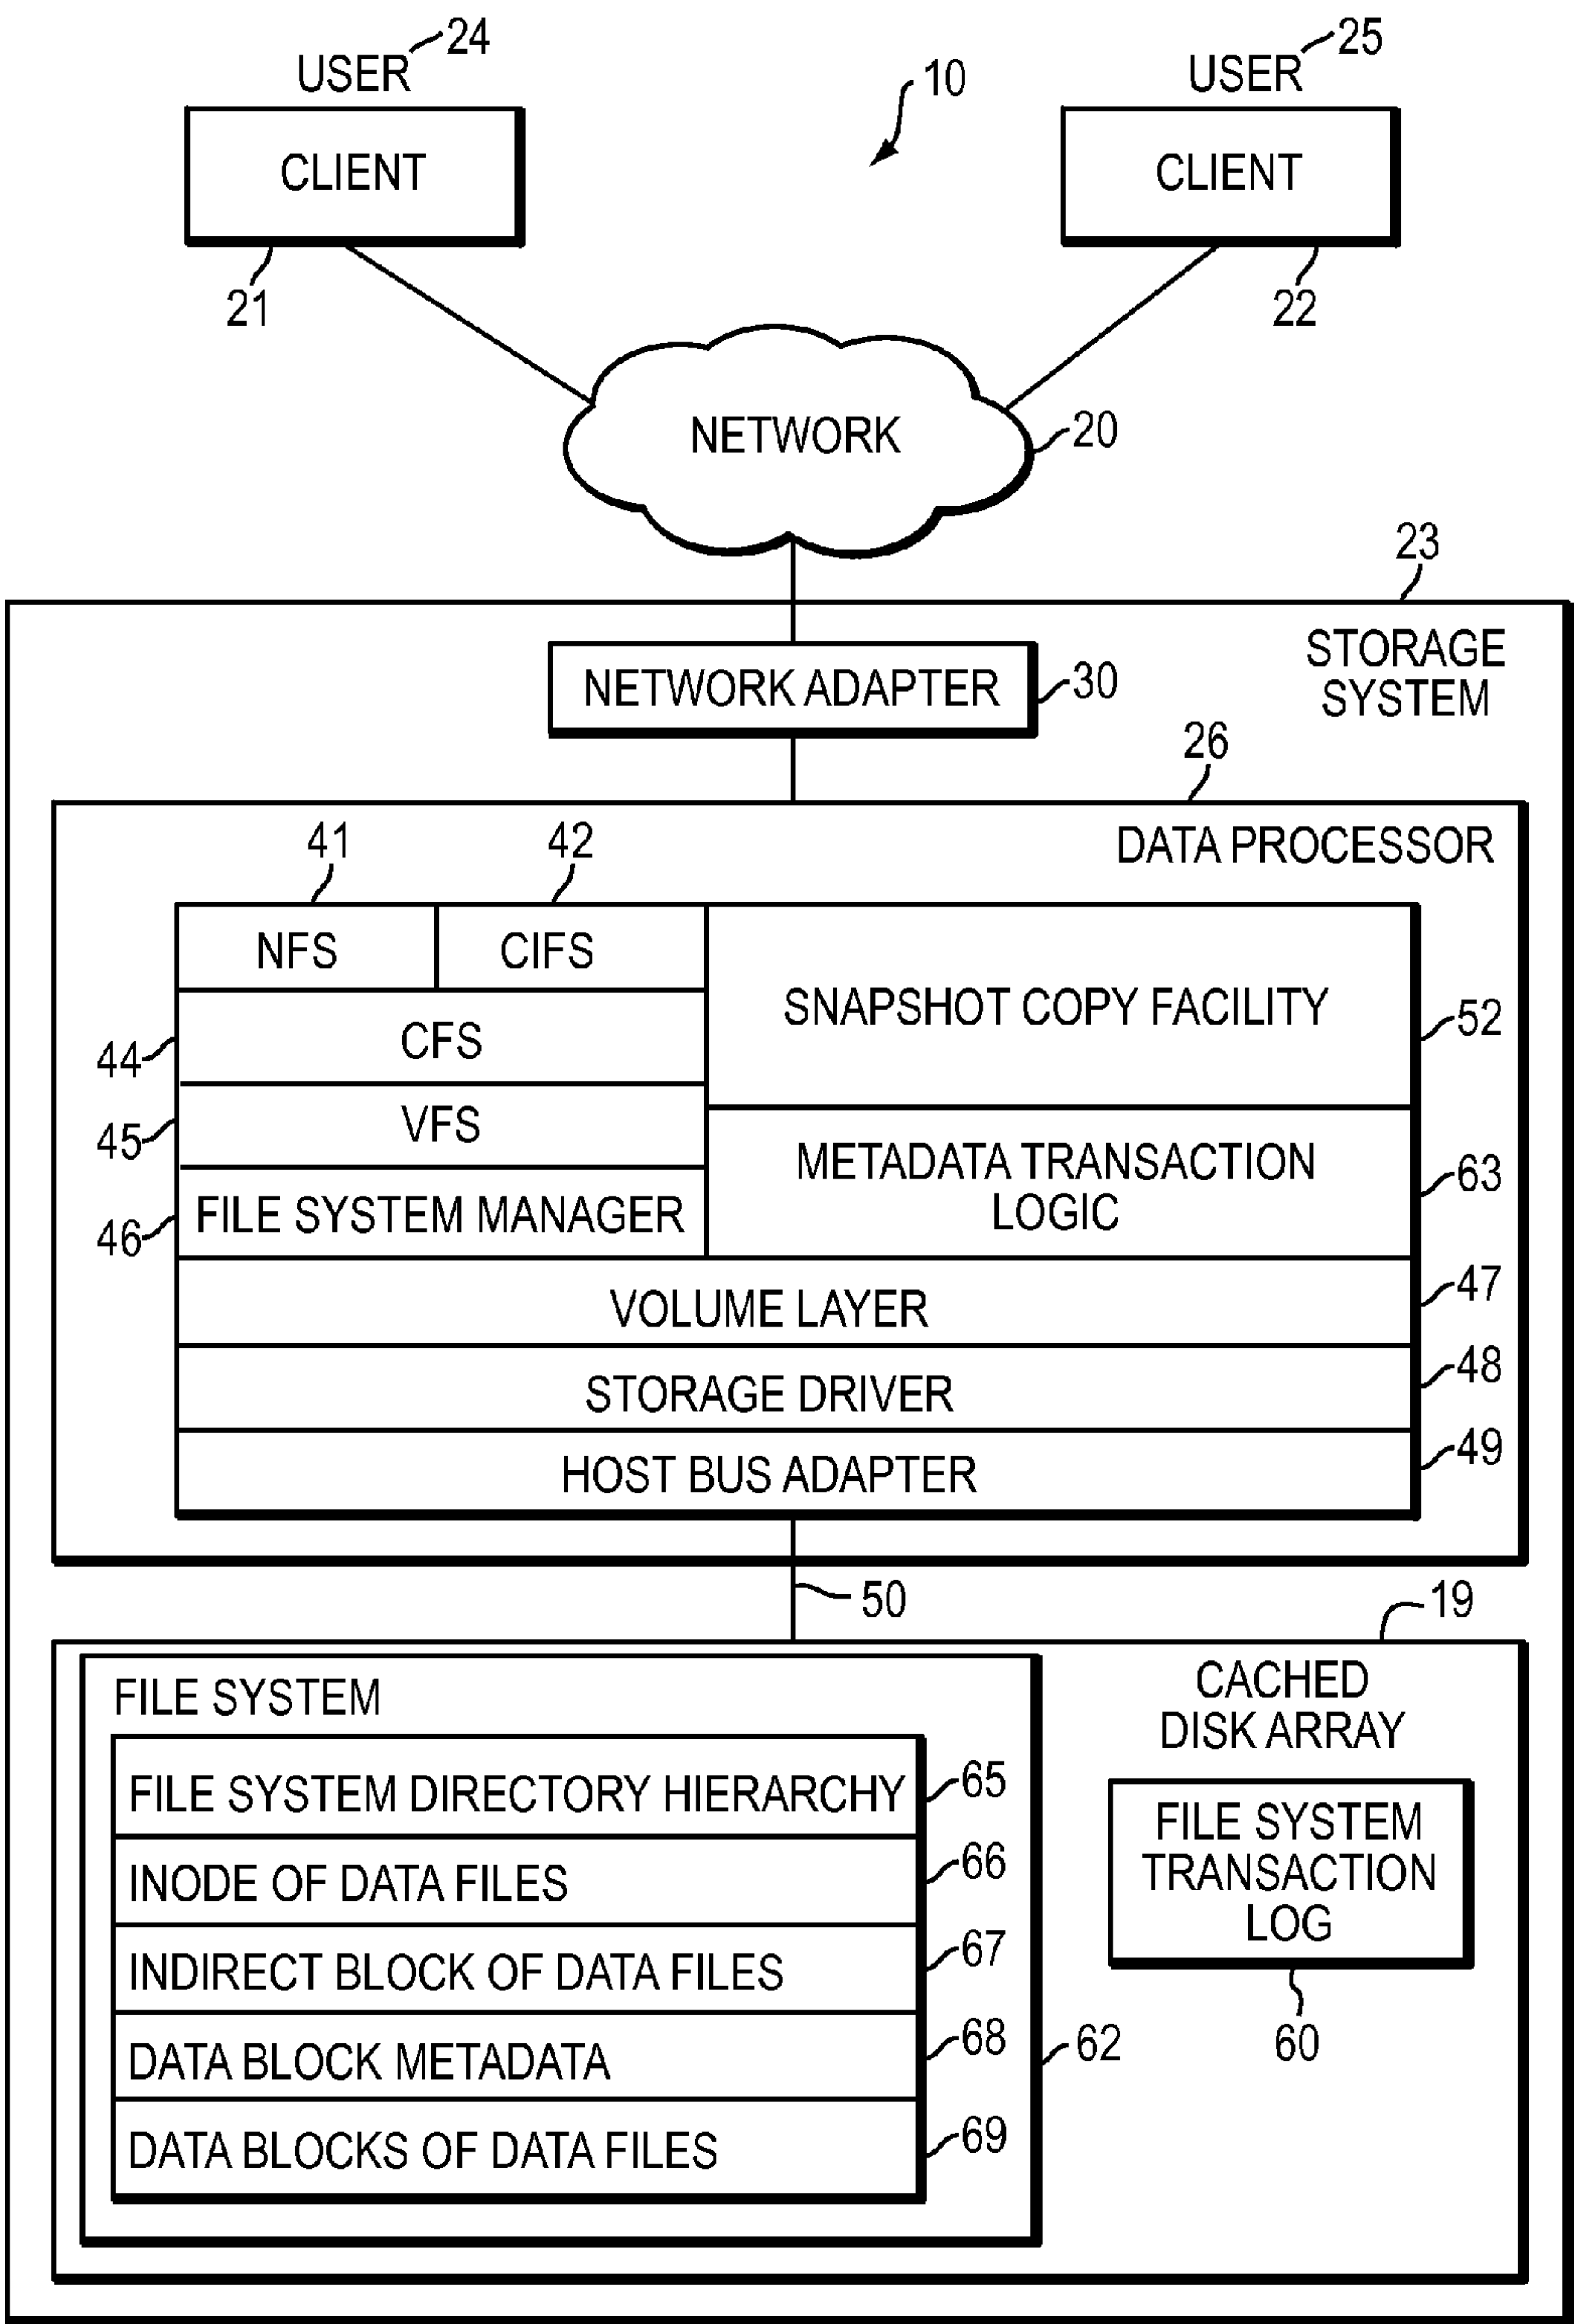 24
USER
25
USER
10
CLIENT
CLIENT
21
22
NETWORK
20
23
STORAGE
SYSTEM
NETWORK ADAPTER
30
26
DATA PROCESSOR
41
42
NFS
CIFS
SNAPSHOT COPY FACILITY
52
CFS
44
VFS
45
METADATA TRANSACTION
LOGIC
63
FILE SYSTEM MANAGER
46
VOLUME LAYER
47
STORAGE DRIVER
48
HOST BUS ADAPTER
49
50
19
CACHED
DISK ARRAY
FILE SYSTEM
FILE SYSTEM DIRECTORY HIERARCHY
65
INODE OF DATA FILES
66
INDIRECT BLOCK OF DATA FILES
67
DATA BLOCK METADATA
68
DATA BLOCKS OF DATA FILES
69
62
FILE SYSTEM
TRANSACTION
LOG
60